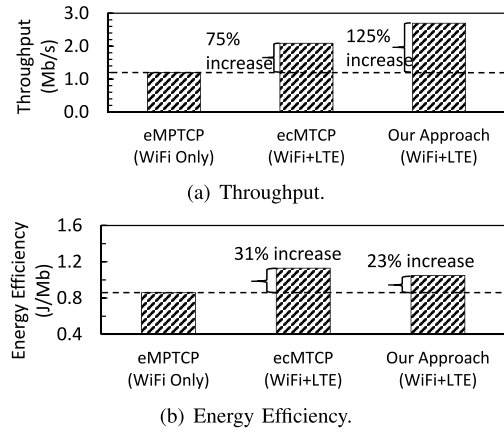 Throughput
(Mb/s)
3.0
2.0
1.0
0.0
75%
increase
125%
increase
eMPTCP
(WiFi Only)
ecMTCP
(WiFi+LTE)
Our Approach
(WiFi+LTE)
(a) Throughput.
Energy Efficiency
(J/Mb)
1.6
1.2
0.8
0.4
31% increase
23% increase
eMPTCP
(WiFi Only)
ecMTCP
(WiFi+LTE)
Our Approach
(WiFi+LTE)
(b) Energy Efficiency.